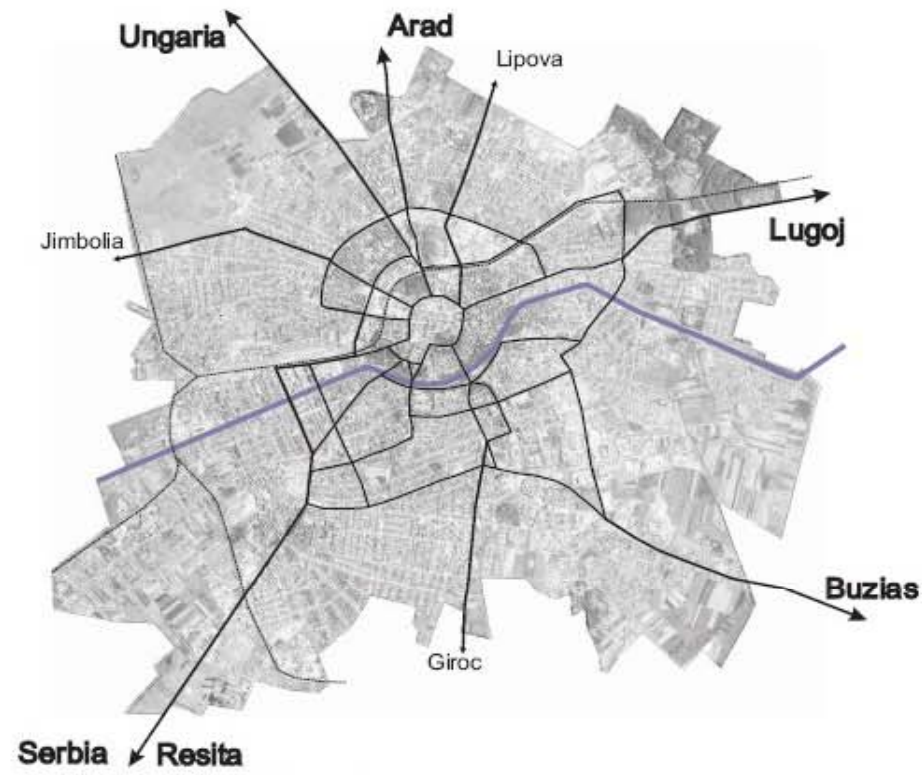 Ungaria
Arad
Lipova
Jimbolia
Lugoj
Buzias
Giroc
Serbia Resita